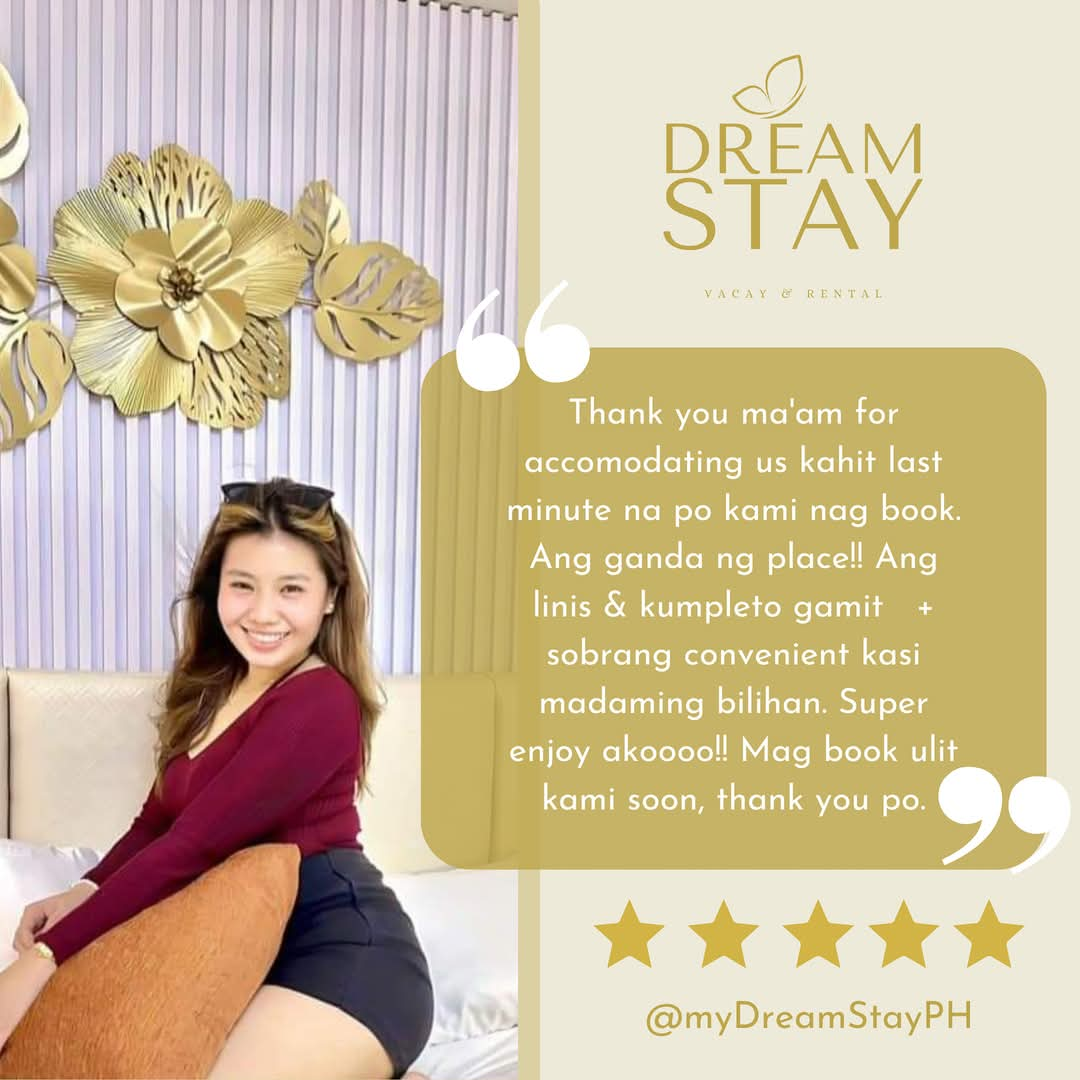 DREAM
STAY
VACAY & RENTAL
Thank you ma'am for
accomodating us kahit last
minute na po kami nag book.
Ang ganda ng place!! Ang
linis & kumpleto gamit +
sobrang convenient kasi
madaming bilihan. Super
enjoy akoooo!! Mag book ulit
kami soon, thank you po.
@myDreamStayPH